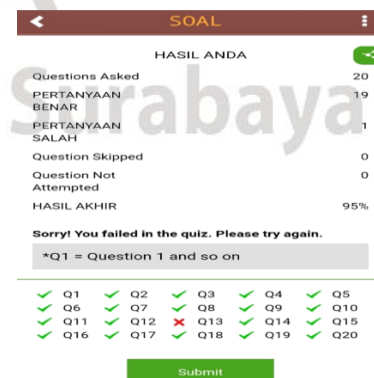 SOAL
HASIL ANDA
Questions Asked 20
PERTANYAAN BENAR 19
PERTANYAAN SALAH 1
Question Skipped 0
Question Not Attempted 0
HASIL AKHIR 95%
Sorry! You failed in the quiz. Please try again.
*Q1 = Question 1 and so on
Q1 Q2 Q3 Q4 Q5
Q6 Q7 Q8 Q9 Q10
Q11 Q12 Q13 Q14 Q15
Q16 Q17 Q18 Q19 Q20
Submit
Surabaya